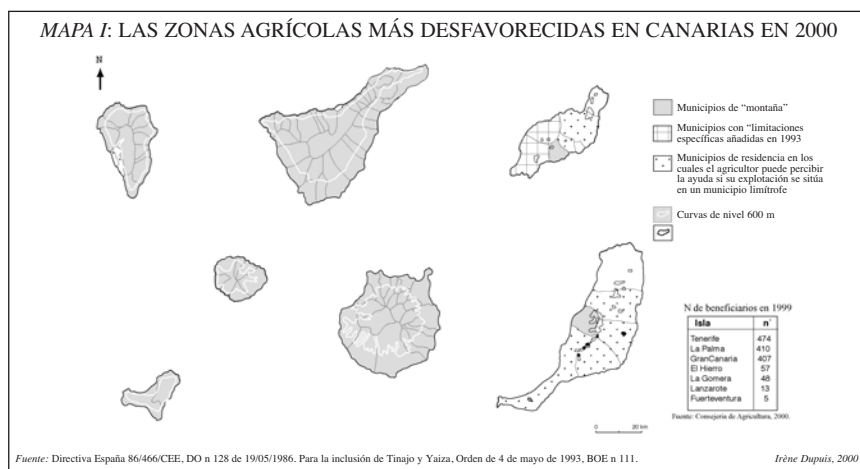 MAPA I: LAS ZONAS AGRÍCOLAS MÁS DESFAVORECIDAS EN CANARIAS EN 2000
N
Municipios de “montaña”
Municipios con “limitaciones
específicas añadidas en 1993
Municipios de residencia en los
cuales el agricultor puede percibir
la ayuda si su explotación se sitúa
en un municipio limítrofe
Curvas de nivel 600 m
N de beneficiarios en 1999
Isla n°
Tenerife 474
La Palma 410
GranCanaria 407
El Hierro 57
La Gomera 48
Lanzarote 13
Fuerteventura 5
Fuente: Consejeria de Agricultura, 2000.
0 20 km
Fuente: Directiva España 86/466/CEE, DO n 128 de 19/05/1986. Para la inclusión de Tinajo y Yaiza, Orden de 4 de mayo de 1993, BOE n 111.
Irène Dupuis, 2000